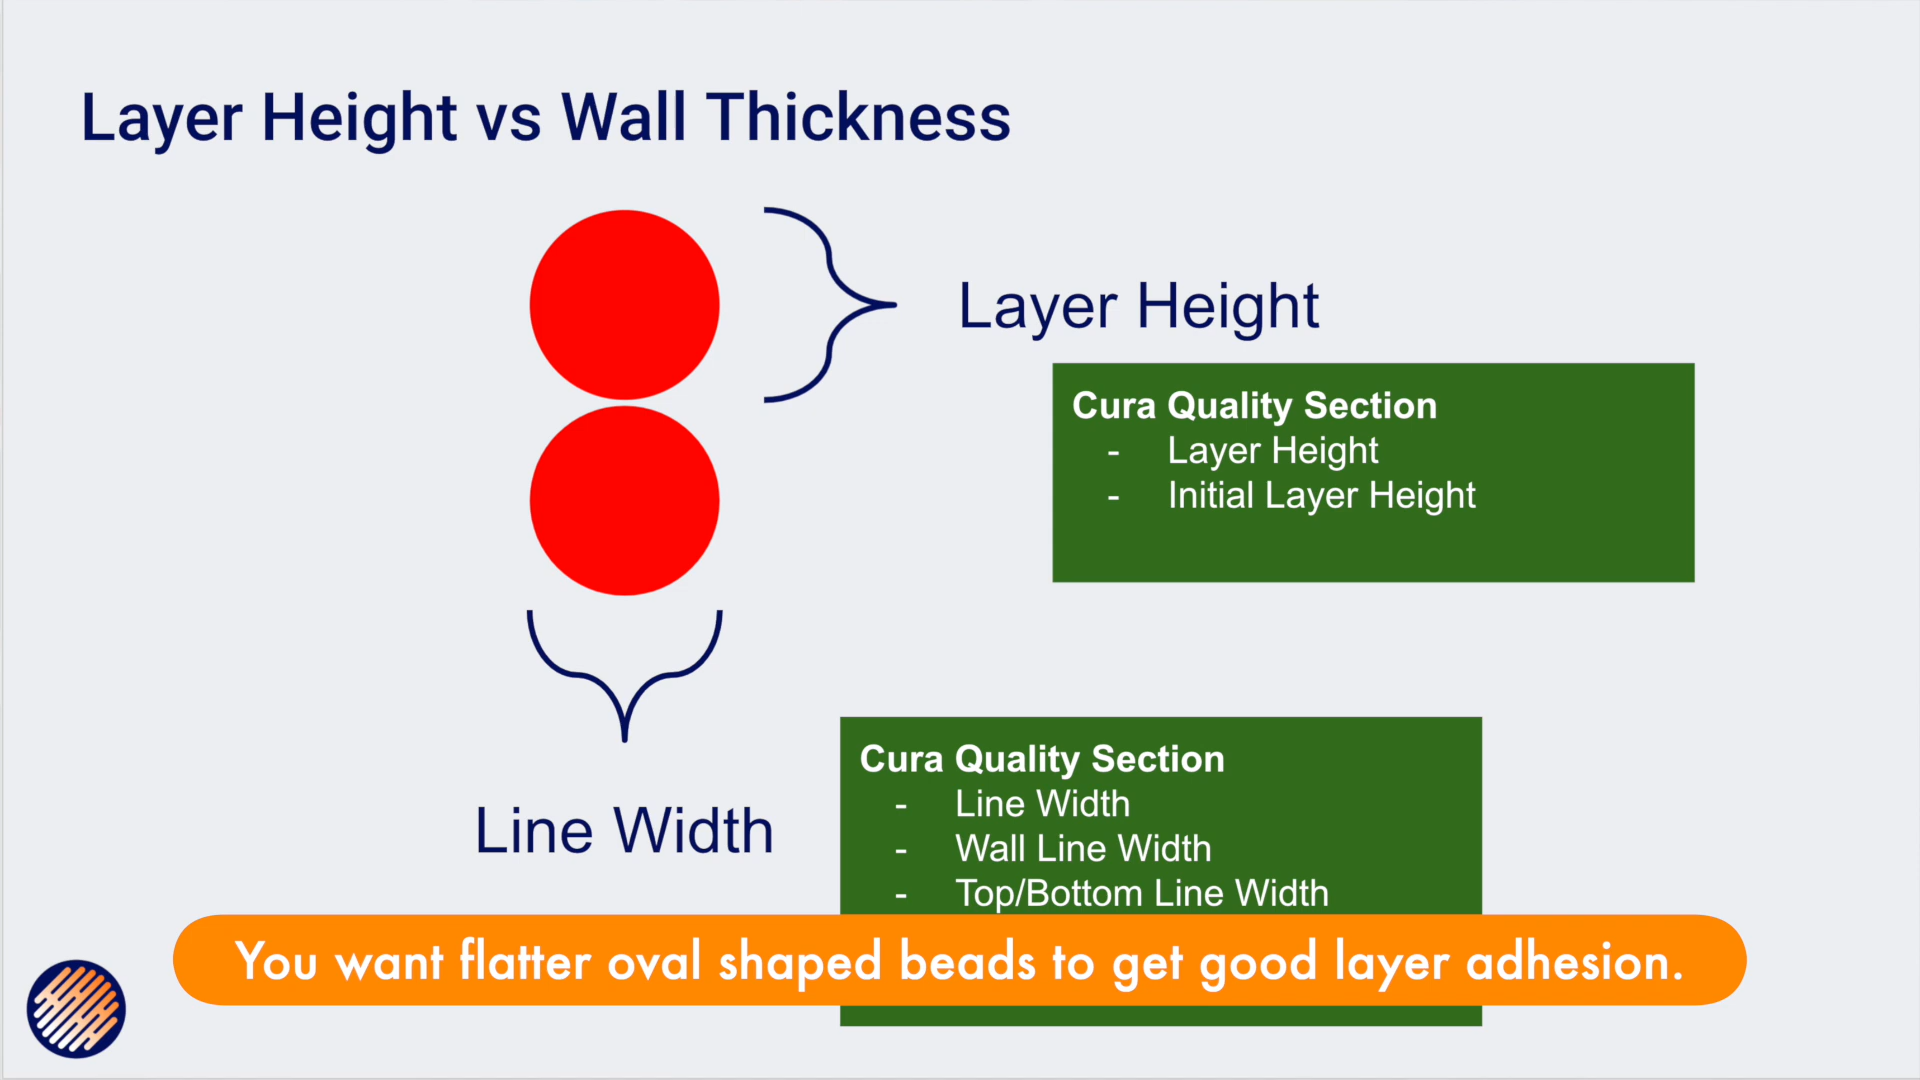 Layer Height vs Wall Thickness
Layer Height
Cura Quality Section
- Layer Height
- Initial Layer Height
Line Width
Cura Quality Section
- Line Width
- Wall Line Width
- Top/Bottom Line Width
You want flatter oval shaped beads to get good layer adhesion.